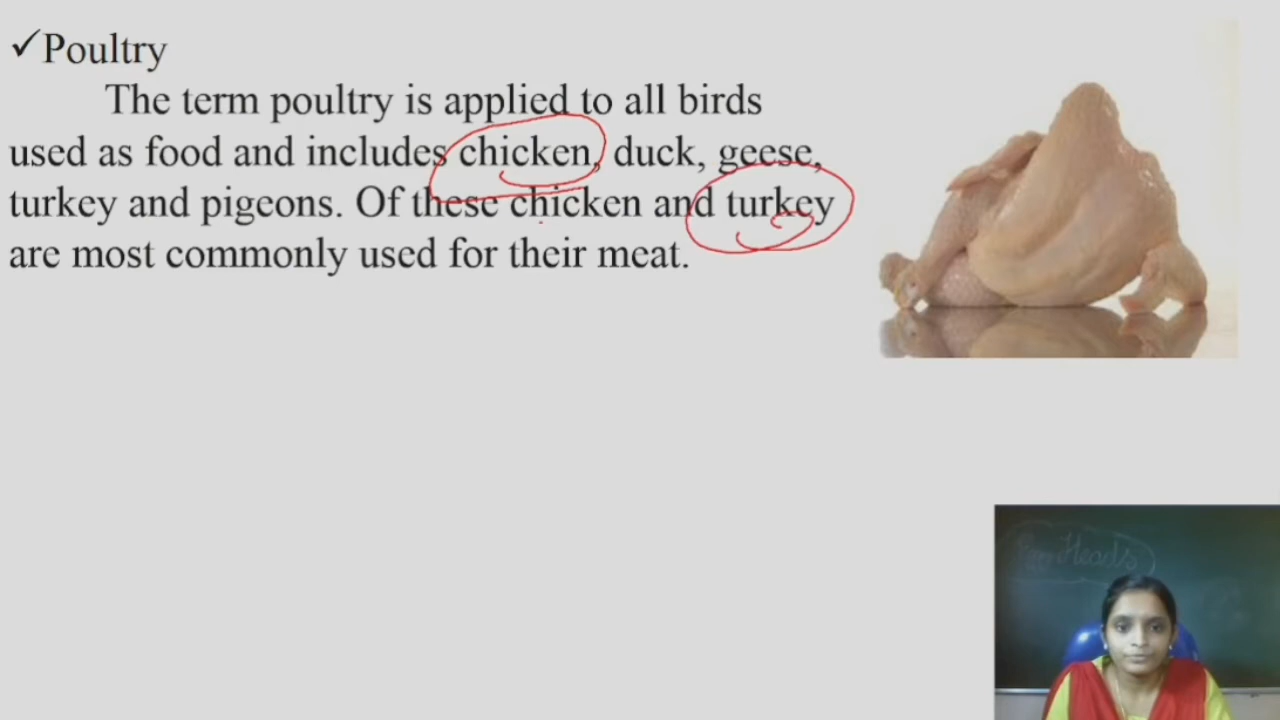 ✓Poultry
The term poultry is applied to all birds
used as food and includes chicken, duck, geese,
turkey and pigeons. Of these chicken and turkey
are most commonly used for their meat.
Heads